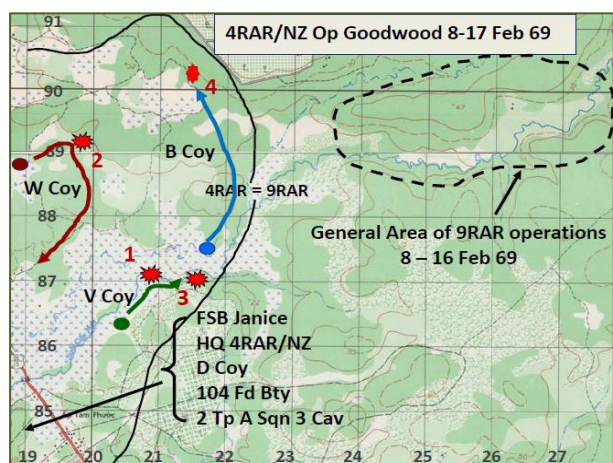 91
4RAR/NZ Op Goodwood 8-17 Feb 69
4
90
B Coy
89
2
W Coy
4RAR = 9RAR
88
General Area of 9RAR operations
8 – 16 Feb 69
1
87
V Coy
3
FSB Janice
HQ 4RAR/NZ
D Coy
104 Fd Bty
2 Tp A Sqn 3 Cav
86
85
Tam Phước
19 20 21 22 23 24 25 26 27